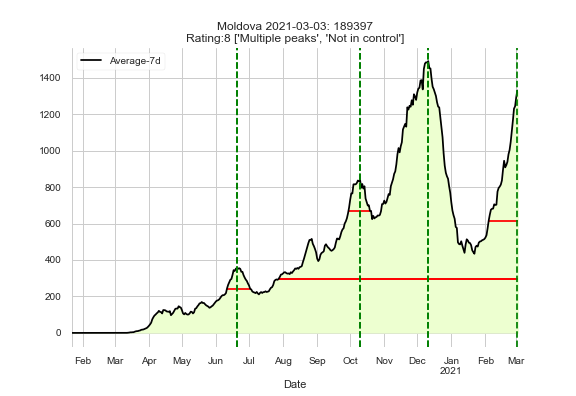 Moldova 2021-03-03: 189397
Rating:8 ['Multiple peaks', 'Not in control']
Average-7d
1400
1200
1000
800
600
400
200
0
Feb Mar Apr May Jun Jul Aug Sep Oct Nov Dec Jan Feb Mar
2021
Date